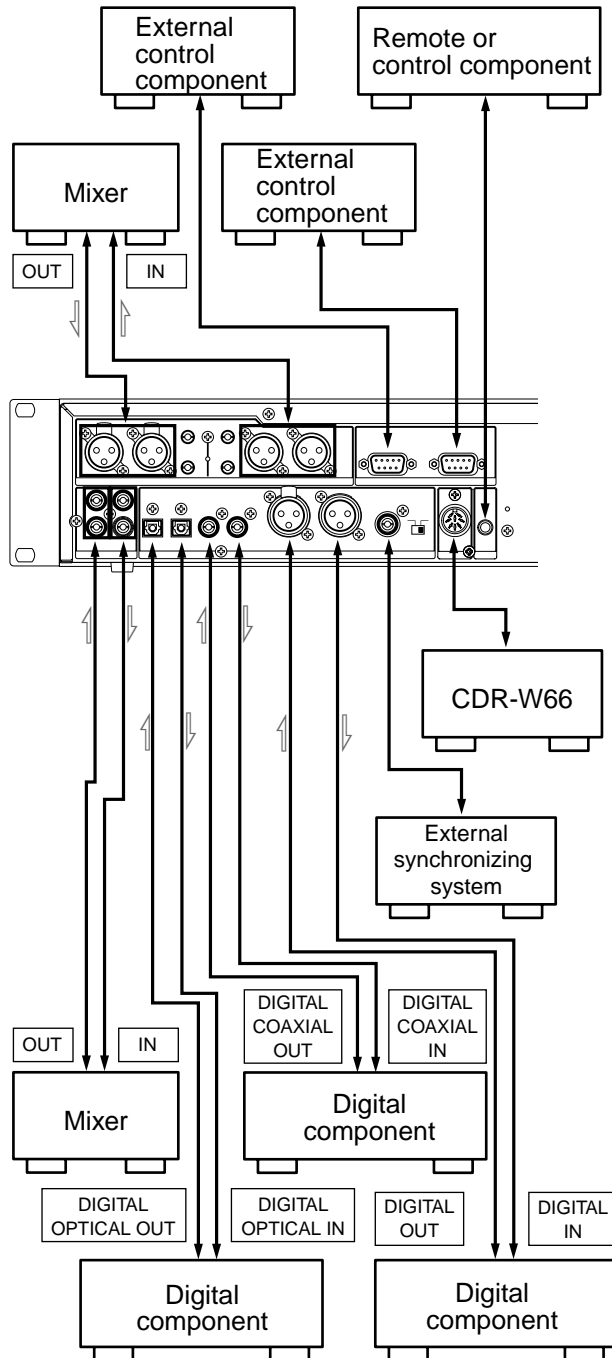 External
control
component
Remote or
control component
External
control
component
Mixer
OUT
IN
CDR-W66
External
synchronizing
system
DIGITAL
COAXIAL
OUT
DIGITAL
COAXIAL
IN
OUT
IN
Mixer
Digital
component
DIGITAL
OPTICAL OUT
DIGITAL
OPTICAL IN
DIGITAL
OUT
DIGITAL
IN
Digital
component
Digital
component